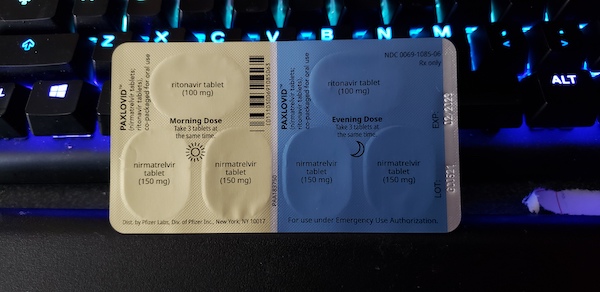 PAXLOVID™
nirmatrelvir tablets;
ritonavir tablets,
co-packaged for oral use
ritonavir tablet
(100 mg)
Morning Dose
Take 3 tablets at
the same time
nirmatrelvir
tablet
(150 mg)
nirmatrelvir
tablet
(150 mg)
Dist. by Pfizer Labs, Div. of Pfizer Inc., New York, NY 10017
PAXLOVID™
nirmatrelvir tablets;
ritonavir tablets,
co-packaged for oral use
NDC 0069-1085-06
Rx only
ritonavir tablet
(100 mg)
Evening Dose
Take 3 tablets at
the same time
nirmatrelvir
tablet
(150 mg)
nirmatrelvir
tablet
(150 mg)
For use under Emergency Use Authorization.
EXP:
LOT:
ALT